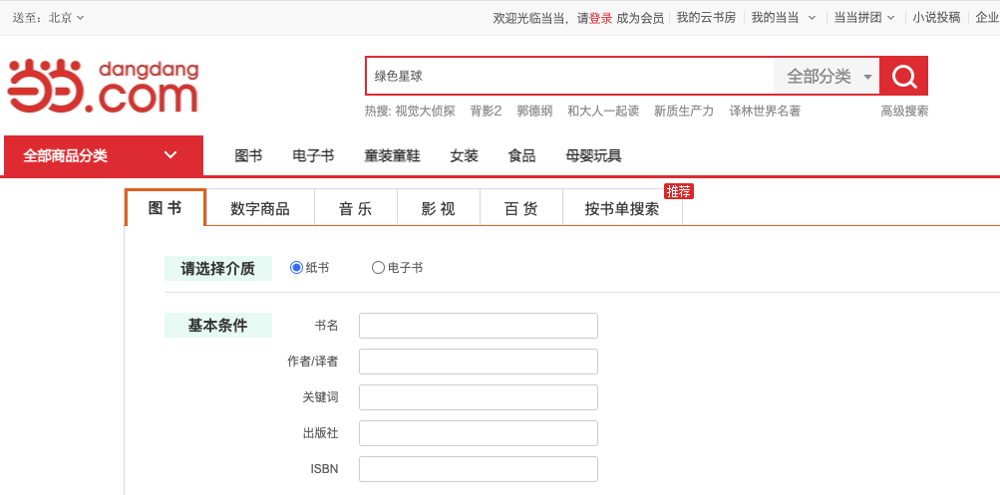 送至：北京 欢迎光临当当，请登录 成为会员 我的云书房 我的当当 当当拼团 小说投稿 企业
dangdang
.com
绿色星球 全部分类
热搜: 视觉大侦探 背影2 郭德纲 和大人一起读 新质生产力 译林世界名著 高级搜索
全部商品分类 图书 电子书 童装童鞋 女装 食品 母婴玩具
推荐
图 书 数字商品 音 乐 影 视 百 货 按书单搜索
请选择介质 纸书 电子书
基本条件 书名
作者/译者
关键词
出版社
ISBN